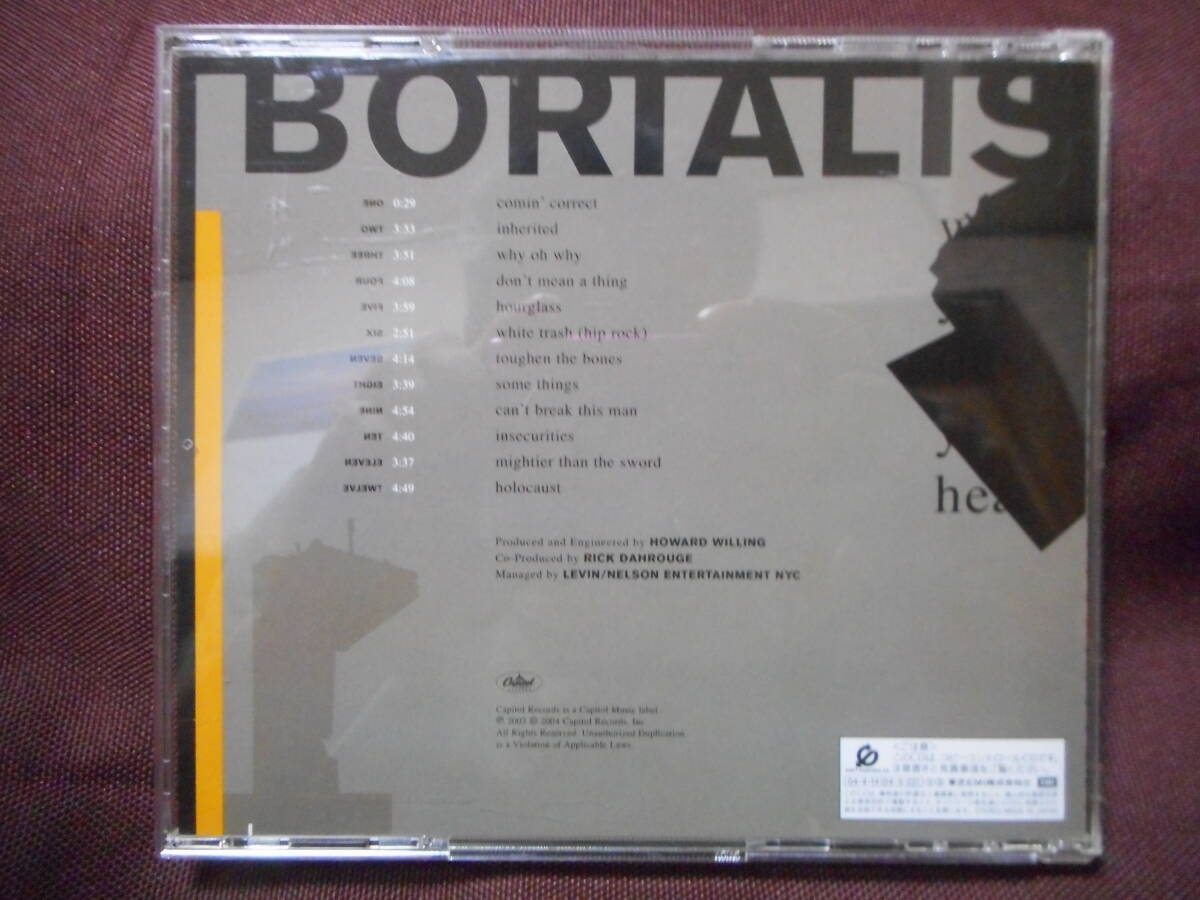 BORIALIS
ONE 0:29 comin' correct
TWO 3:33 inherited
THREE 3:51 why oh why
FOUR 4:08 don't mean a thing
FIVE 3:59 hourglass
SIX 2:51 white trash (hip rock)
SEVEN 4:14 toughen the bones
EIGHT 3:39 some things
NINE 4:54 can't break this man
TEN 4:40 insecurities
ELEVEN 3:37 mightier than the sword
TWELVE 4:49 holocaust
hea
Produced and Engineered by HOWARD WILLING
Co-Produced by RICK DAHROUGE
Managed by LEVIN/NELSON ENTERTAINMENT NYC
Capitol
Capitol Records is a Capitol Music label.
℗ 2003 © 2004 Capitol Records, Inc.
All Rights Reserved. Unauthorized Duplication
is a Violation of Applicable Laws.
<ご注意>